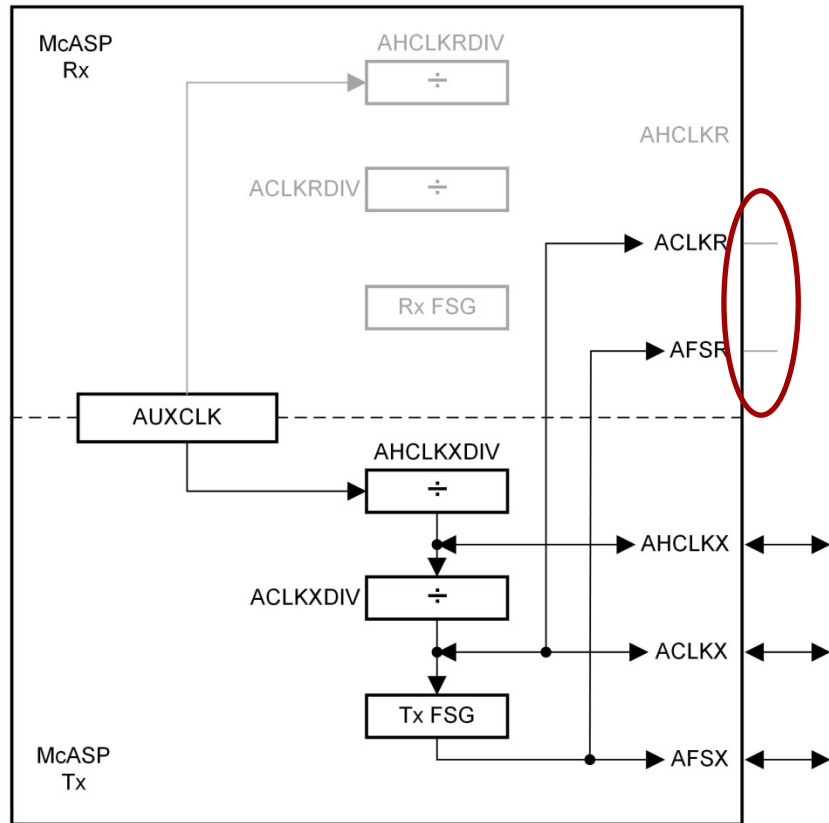 McASP
Rx
AHCLKRDIV
÷
AHCLKR
ACLKRDIV
÷
ACLKR
Rx FSG
AFSR
AUXCLK
AHCLKXDIV
÷
AHCLKX
ACLKXDIV
÷
ACLKX
Tx FSG
McASP
Tx
AFSX